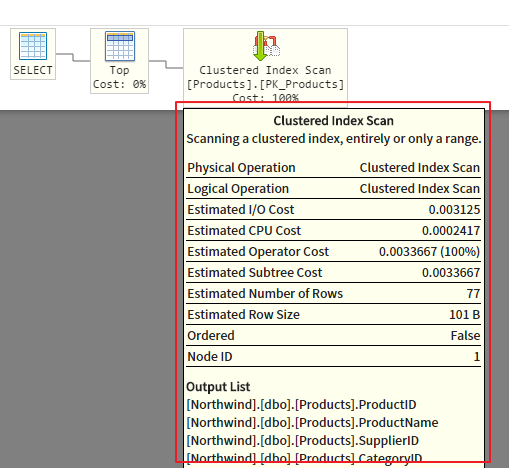 SELECT
Top
Cost: 0%
Clustered Index Scan
[Products].[PK_Products]
Cost: 100%
Clustered Index Scan
Scanning a clustered index, entirely or only a range.
Physical Operation Clustered Index Scan
Logical Operation Clustered Index Scan
Estimated I/O Cost 0.003125
Estimated CPU Cost 0.0002417
Estimated Operator Cost 0.0033667 (100%)
Estimated Subtree Cost 0.0033667
Estimated Number of Rows 77
Estimated Row Size 101 B
Ordered False
Node ID 1
Output List
[Northwind].[dbo].[Products].ProductID
[Northwind].[dbo].[Products].ProductName
[Northwind].[dbo].[Products].SupplierID
[Northwind].[dbo].[Products].CategoryID